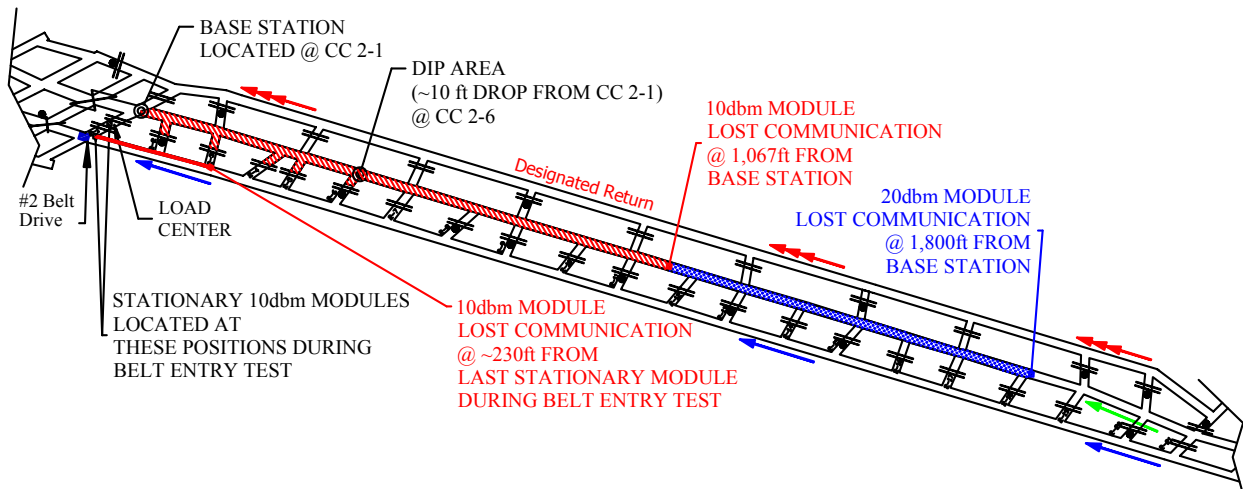 BASE STATION
LOCATED @ CC 2-1
DIP AREA
(~10 ft DROP FROM CC 2-1)
@ CC 2-6
10dbm MODULE
LOST COMMUNICATION
@ 1,067ft FROM
BASE STATION
Designated Return
20dbm MODULE
LOST COMMUNICATION
@ 1,800ft FROM
BASE STATION
#2 Belt
Drive
LOAD
CENTER
STATIONARY 10dbm MODULES
LOCATED AT
THESE POSITIONS DURING
BELT ENTRY TEST
10dbm MODULE
LOST COMMUNICATION
@ ~230ft FROM
LAST STATIONARY MODULE
DURING BELT ENTRY TEST